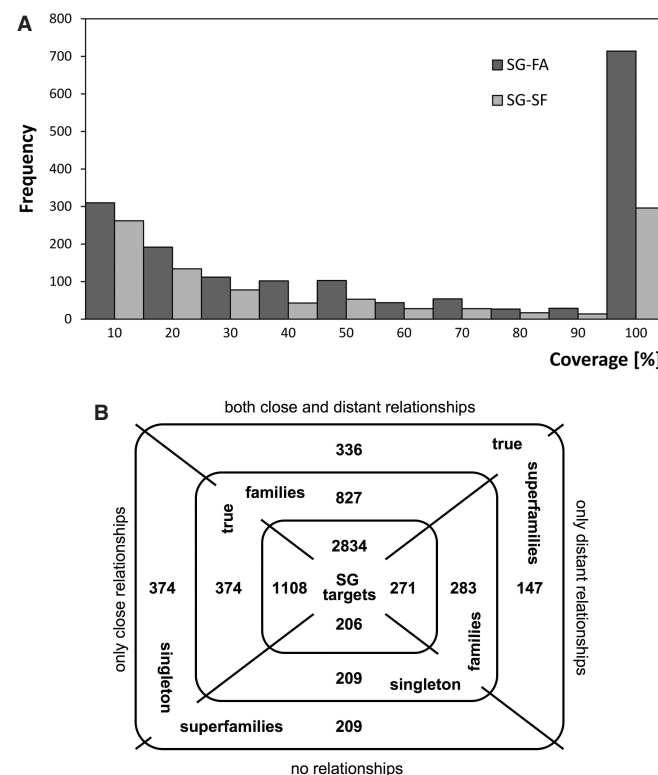 A
800
700
600
500
400
300
200
100
0
Frequency
SG-FA
SG-SF
10 20 30 40 50 60 70 80 90 100
Coverage [%]
B
both close and distant relationships
336
true
superfamilies
families
827
true
2834
only close relationships
374 374 1108 SG targets 271 283 147
only distant relationships
206
families
singleton
209
singleton
superfamilies
209
no relationships